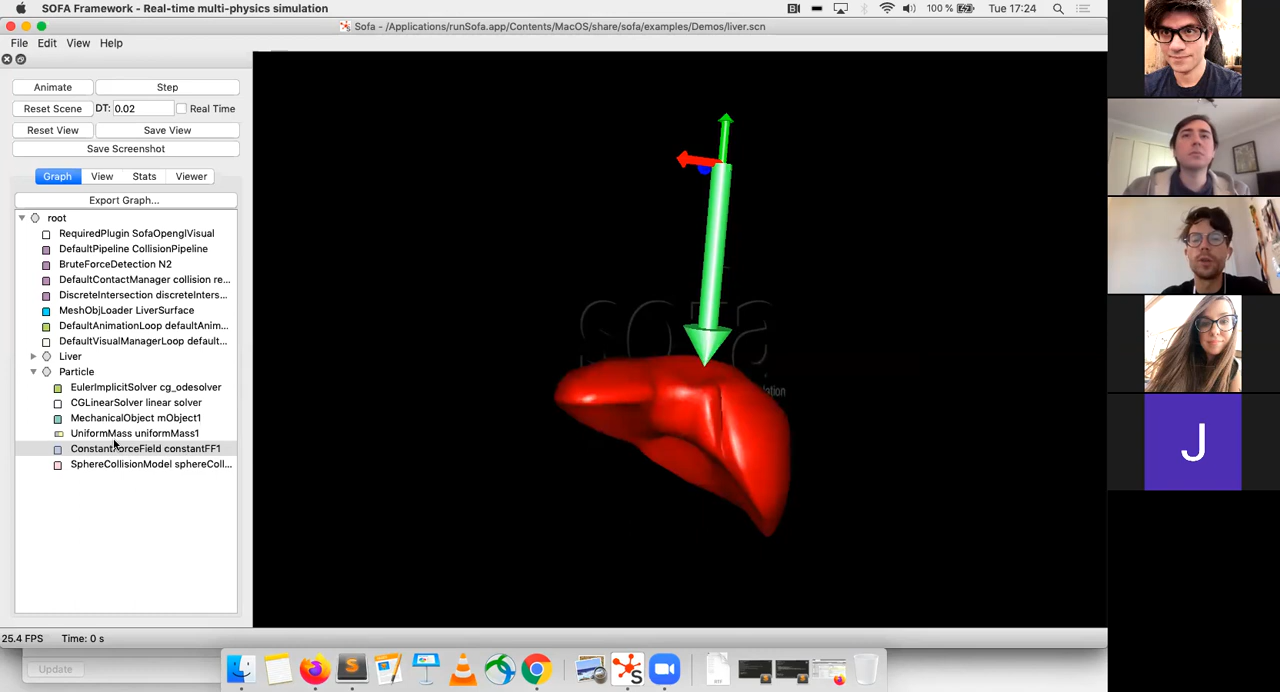 SOFA Framework - Real-time multi-physics simulation
100 %
Tue 17:24
Sofa - /Applications/runSofa.app/Contents/MacOS/share/sofa/examples/Demos/liver.scn
File Edit View Help
Animate Step
Reset Scene DT: 0.02 Real Time
Reset View Save View
Save Screenshot
Graph View Stats Viewer
Export Graph...
root
RequiredPlugin SofaOpenglVisual
DefaultPipeline CollisionPipeline
BruteForceDetection N2
DefaultContactManager collision re...
DiscreteIntersection discreteInters...
MeshObjLoader LiverSurface
DefaultAnimationLoop defaultAnim...
DefaultVisualManagerLoop default...
Liver
Particle
EulerImplicitSolver cg_odesolver
CGLinearSolver linear solver
MechanicalObject mObject1
UniformMass uniformMass1
ConstantForceField constantFF1
SphereCollisionModel sphereColl...
sofa
J
25.4 FPS Time: 0 s
Update